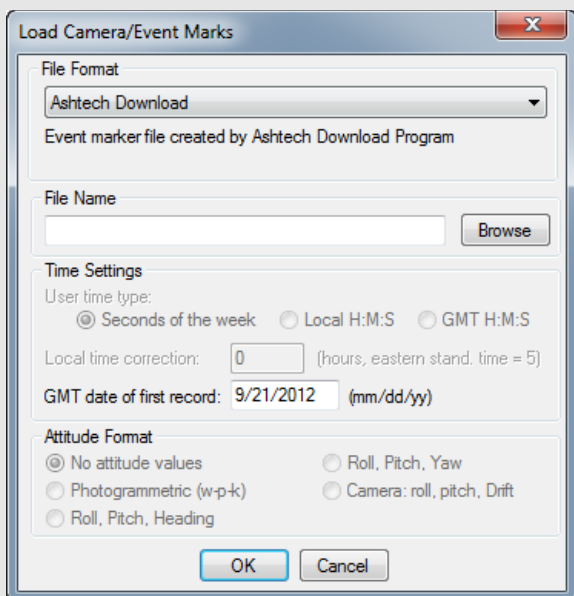 Load Camera/Event Marks
File Format
Ashtech Download
Event marker file created by Ashtech Download Program
File Name
Browse
Time Settings
User time type:
Seconds of the week Local H:M:S GMT H:M:S
Local time correction: 0 (hours, eastern stand. time = 5)
GMT date of first record: 9/21/2012 (mm/dd/yy)
Attitude Format
No attitude values Roll, Pitch, Yaw
Photogrammetric (w-p-k) Camera: roll, pitch, Drift
Roll, Pitch, Heading
OK Cancel